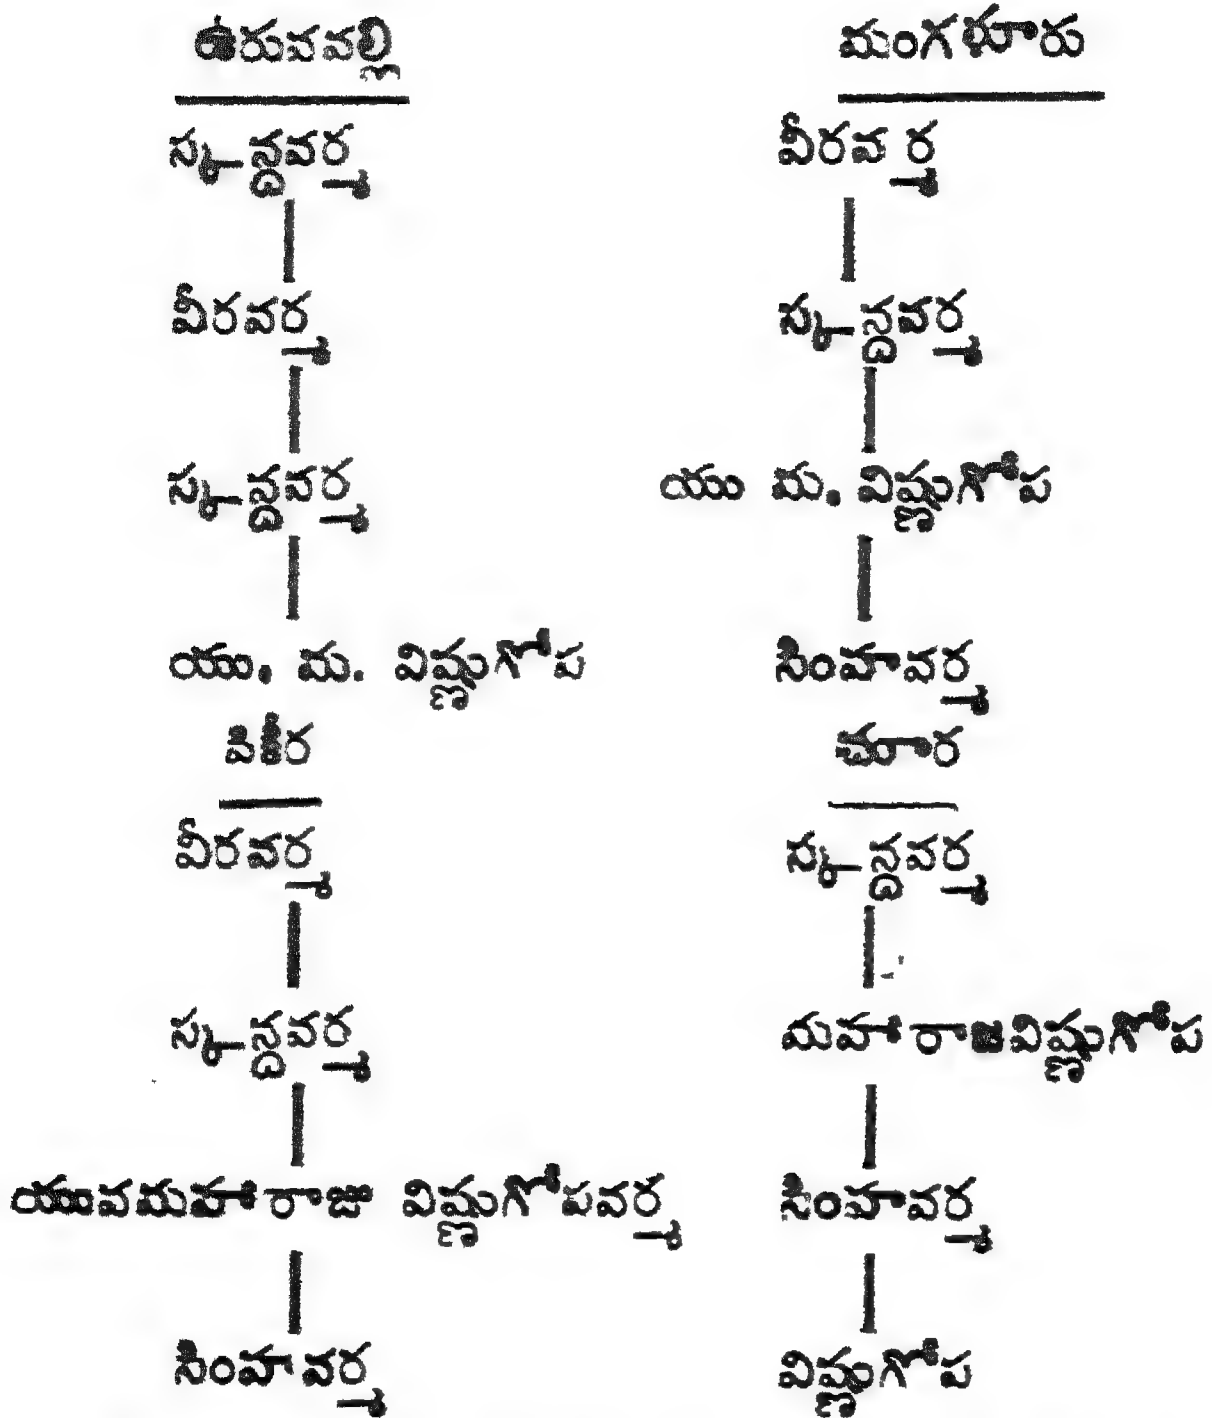 ఉరువవల్లి
స్కన్దవర్మ
వీరవర్మ
స్కన్దవర్మ
యు. మ. విష్ణుగోప
మంగళూరు
వీరవర్మ
స్కన్దవర్మ
యు మ. విష్ణుగోప
సింహవర్మ
పికీర
వీరవర్మ
స్కన్దవర్మ
యువమహారాజు విష్ణుగోపవర్మ
సింహవర్మ
చూర
స్కన్దవర్మ
మహారాజవిష్ణుగోప
సింహవర్మ
విష్ణుగోప